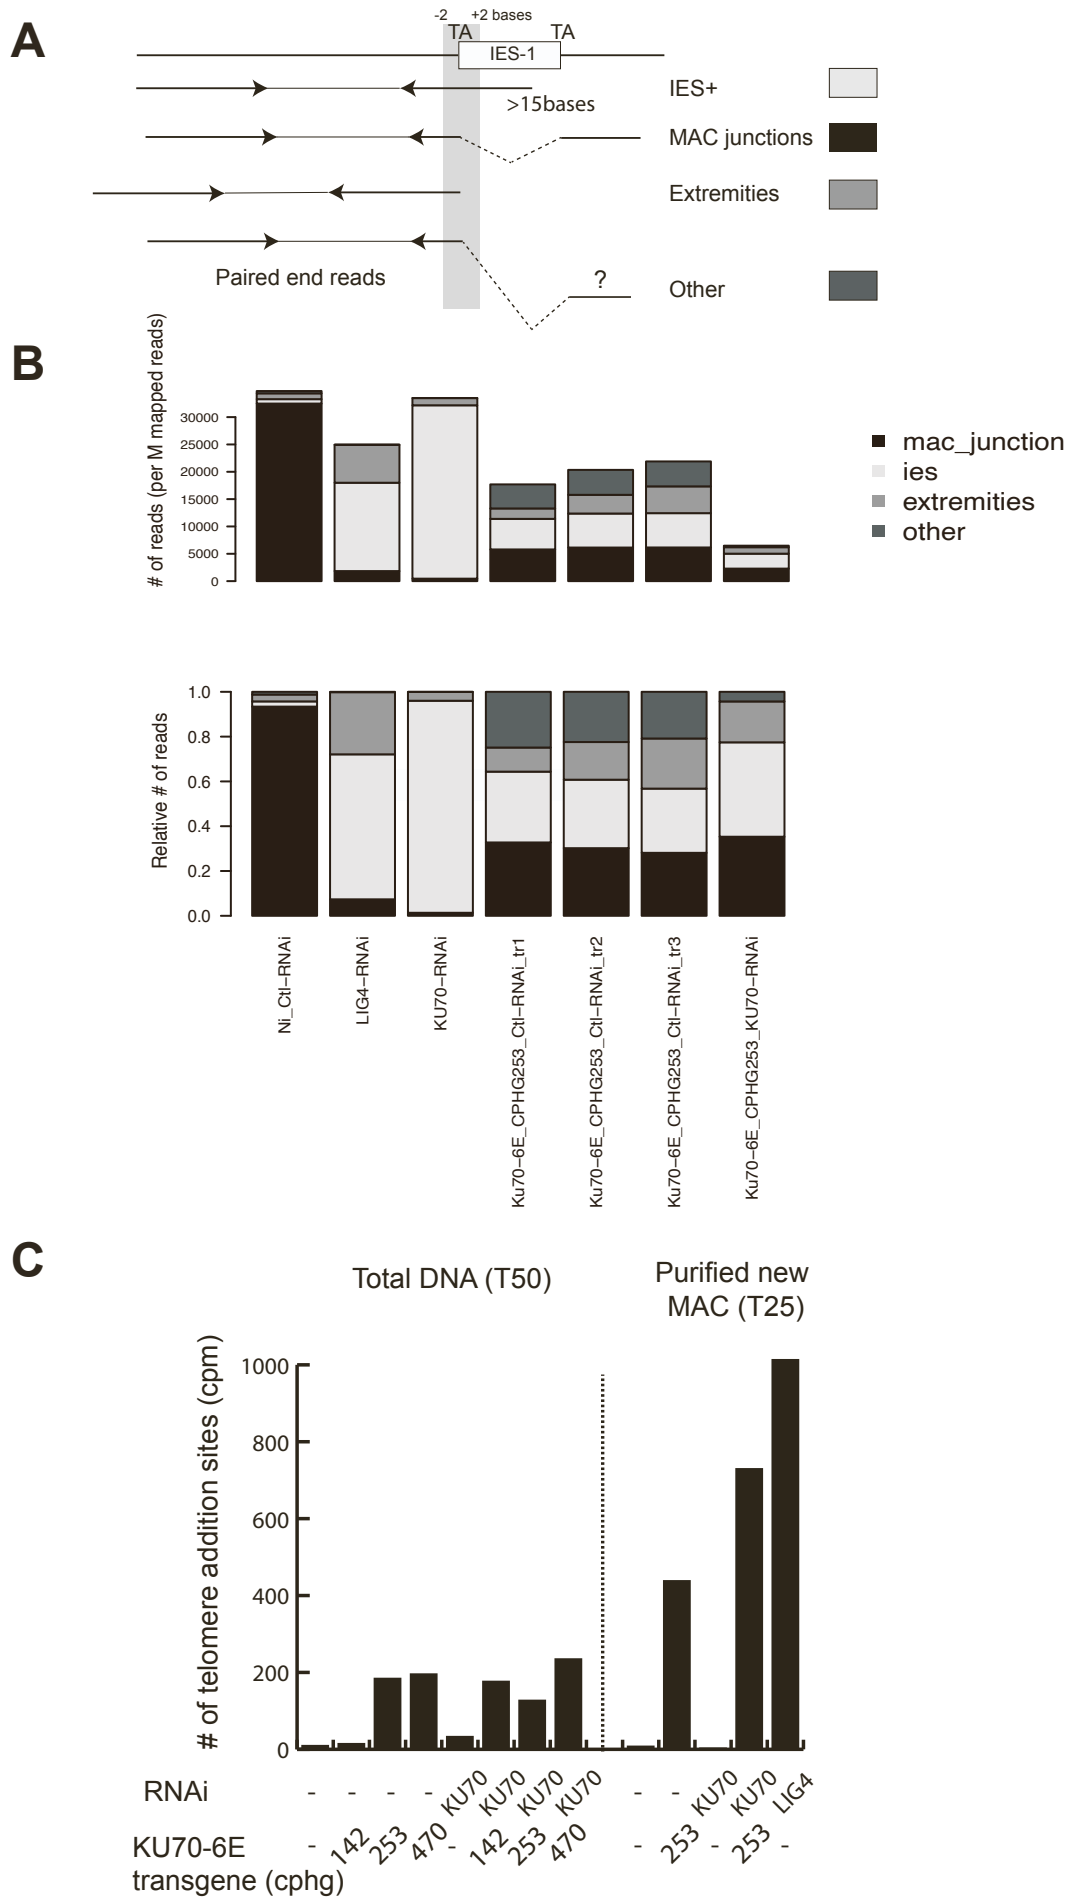 A
-2
+2 bases
TA
TA
IES-1
IES+
>15bases
MAC junctions
Extremities
Paired end reads
?
Other
B
# of reads (per M mapped reads)
30000
25000
20000
15000
10000
5000
0
mac_junction
ies
extremities
other
Relative # of reads
1.0
0.8
0.6
0.4
0.2
0.0
Ni_Ctl−RNAi
LIG4−RNAi
KU70−RNAi
Ku70−6E_CPHG253_Ctl−RNAi_tr1
Ku70−6E_CPHG253_Ctl−RNAi_tr2
Ku70−6E_CPHG253_Ctl−RNAi_tr3
Ku70−6E_CPHG253_KU70−RNAi
C
Total DNA (T50)
Purified new
MAC (T25)
# of telomere addition sites (cpm)
1000
800
600
400
200
0
RNAi - - - - KU70 KU70 KU70 KU70 - - KU70 KU70 LIG4
KU70-6E - 142 253 470 - 142 253 470 - 253 - 253 -
transgene (cphg)